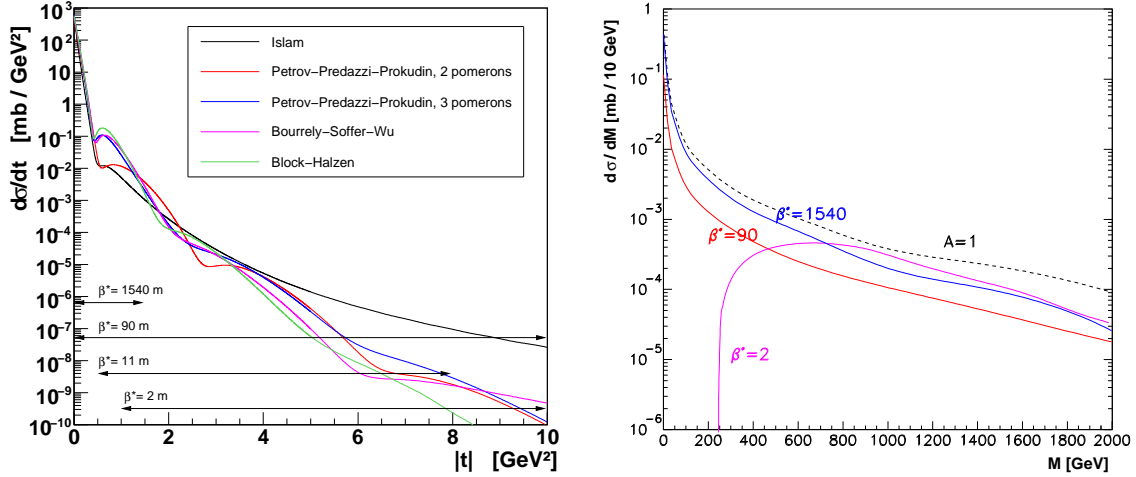 dσ/dt [mb / GeV²]
10³
10²
10
1
10⁻¹
10⁻²
10⁻³
10⁻⁴
10⁻⁵
10⁻⁶
10⁻⁷
10⁻⁸
10⁻⁹
10⁻¹⁰
Islam
Petrov−Predazzi−Prokudin, 2 pomerons
Petrov−Predazzi−Prokudin, 3 pomerons
Bourrely−Soffer−Wu
Block−Halzen
β*= 1540 m
β*= 90 m
β*= 11 m
β*= 2 m
0 2 4 6 8 10
|t| [GeV²]
dσ/dM [mb / 10 GeV]
1
10⁻¹
10⁻²
10⁻³
10⁻⁴
10⁻⁵
10⁻⁶
β*=1540
β*=90
A=1
β*=2
0 200 400 600 800 1000 1200 1400 1600 1800 2000
M [GeV]